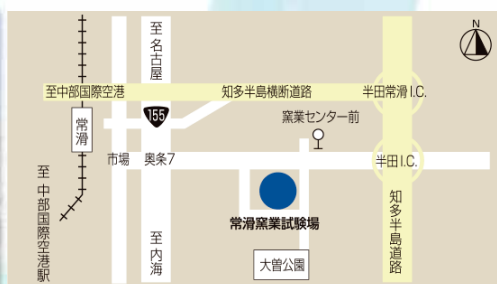 N
至名古屋
至中部国際空港
知多半島横断道路
半田常滑I.C.
155
窯業センター前
常滑
市場
奥条7
半田I.C.
至中部国際空港駅
至内海
常滑窯業試験場
知多半島道路
大曽公園